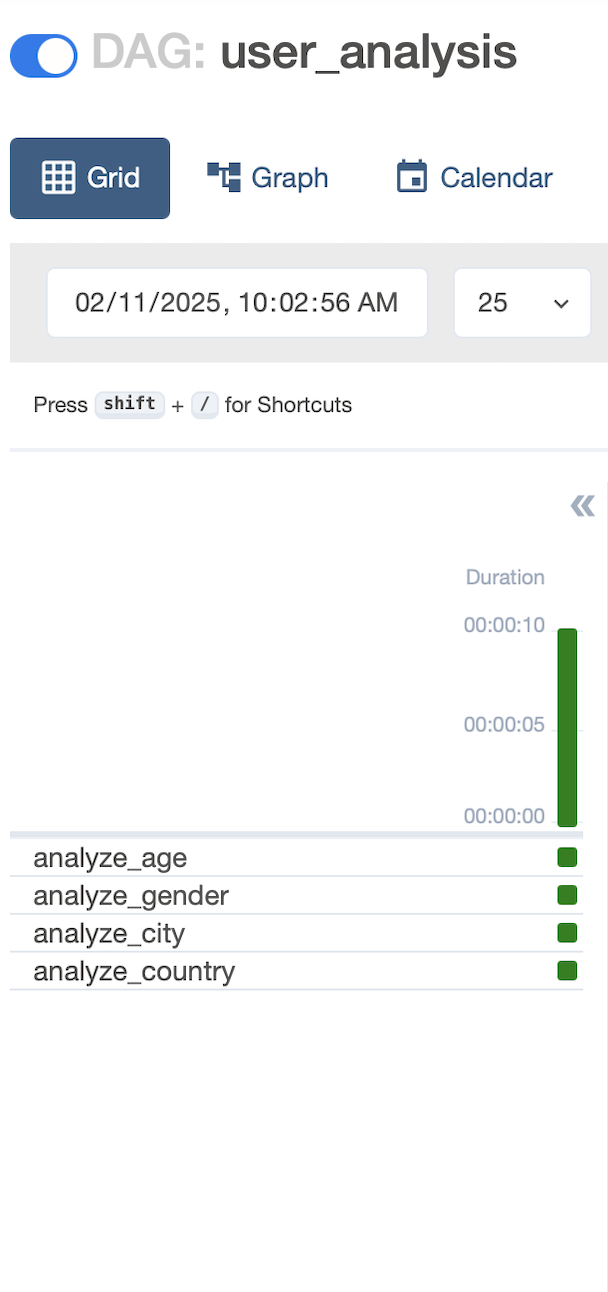 DAG: user_analysis
Grid Graph Calendar
02/11/2025, 10:02:56 AM 25
Press shift + / for Shortcuts
Duration
00:00:10
00:00:05
00:00:00
analyze_age
analyze_gender
analyze_city
analyze_country